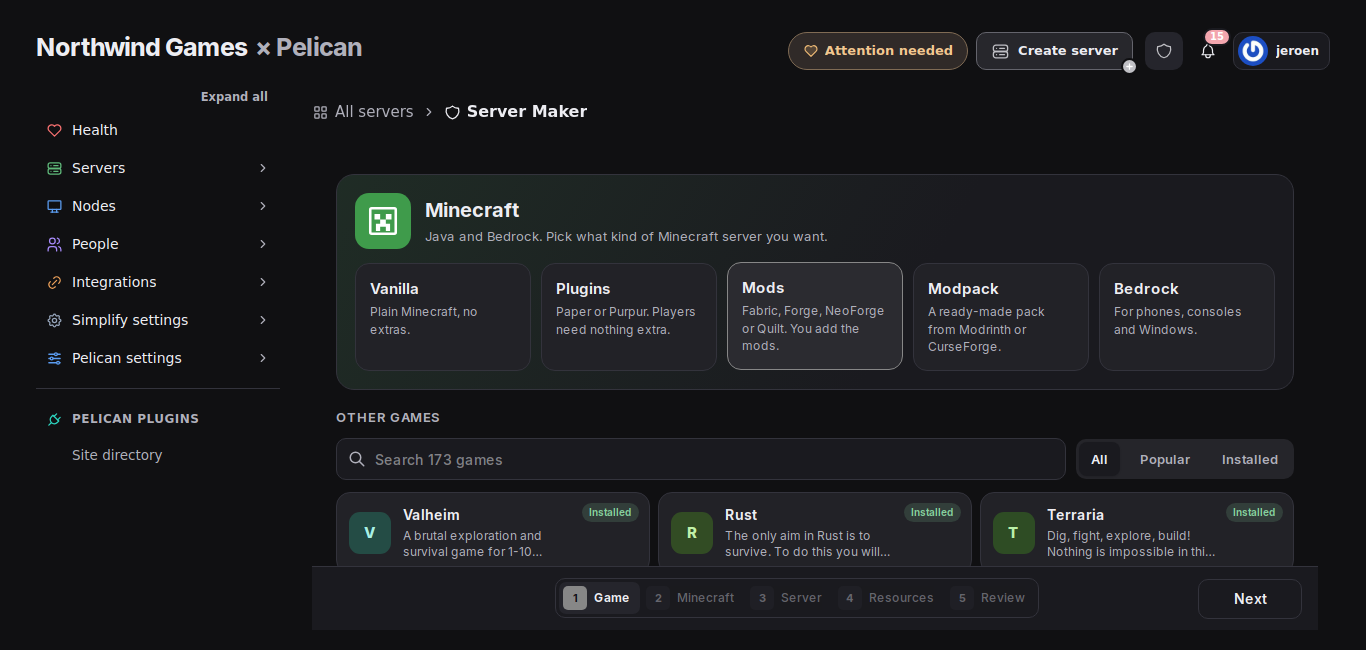 Northwind Games × Pelican
Attention needed
Create server
15
jeroen
Expand all
Health
Servers
Nodes
People
Integrations
Simplify settings
Pelican settings
PELICAN PLUGINS
Site directory
All servers > Server Maker
Minecraft
Java and Bedrock. Pick what kind of Minecraft server you want.
Vanilla
Plain Minecraft, no
extras.
Plugins
Paper or Purpur. Players
need nothing extra.
Mods
Fabric, Forge, NeoForge
or Quilt. You add the
mods.
Modpack
A ready-made pack
from Modrinth or
CurseForge.
Bedrock
For phones, consoles
and Windows.
OTHER GAMES
Search 173 games
All
Popular
Installed
V
Valheim
Installed
A brutal exploration and
survival game for 1-10...
R
Rust
Installed
The only aim in Rust is to
survive. To do this you will...
T
Terraria
Installed
Dig, fight, explore, build!
Nothing is impossible in thi...
1 Game
2 Minecraft
3 Server
4 Resources
5 Review
Next